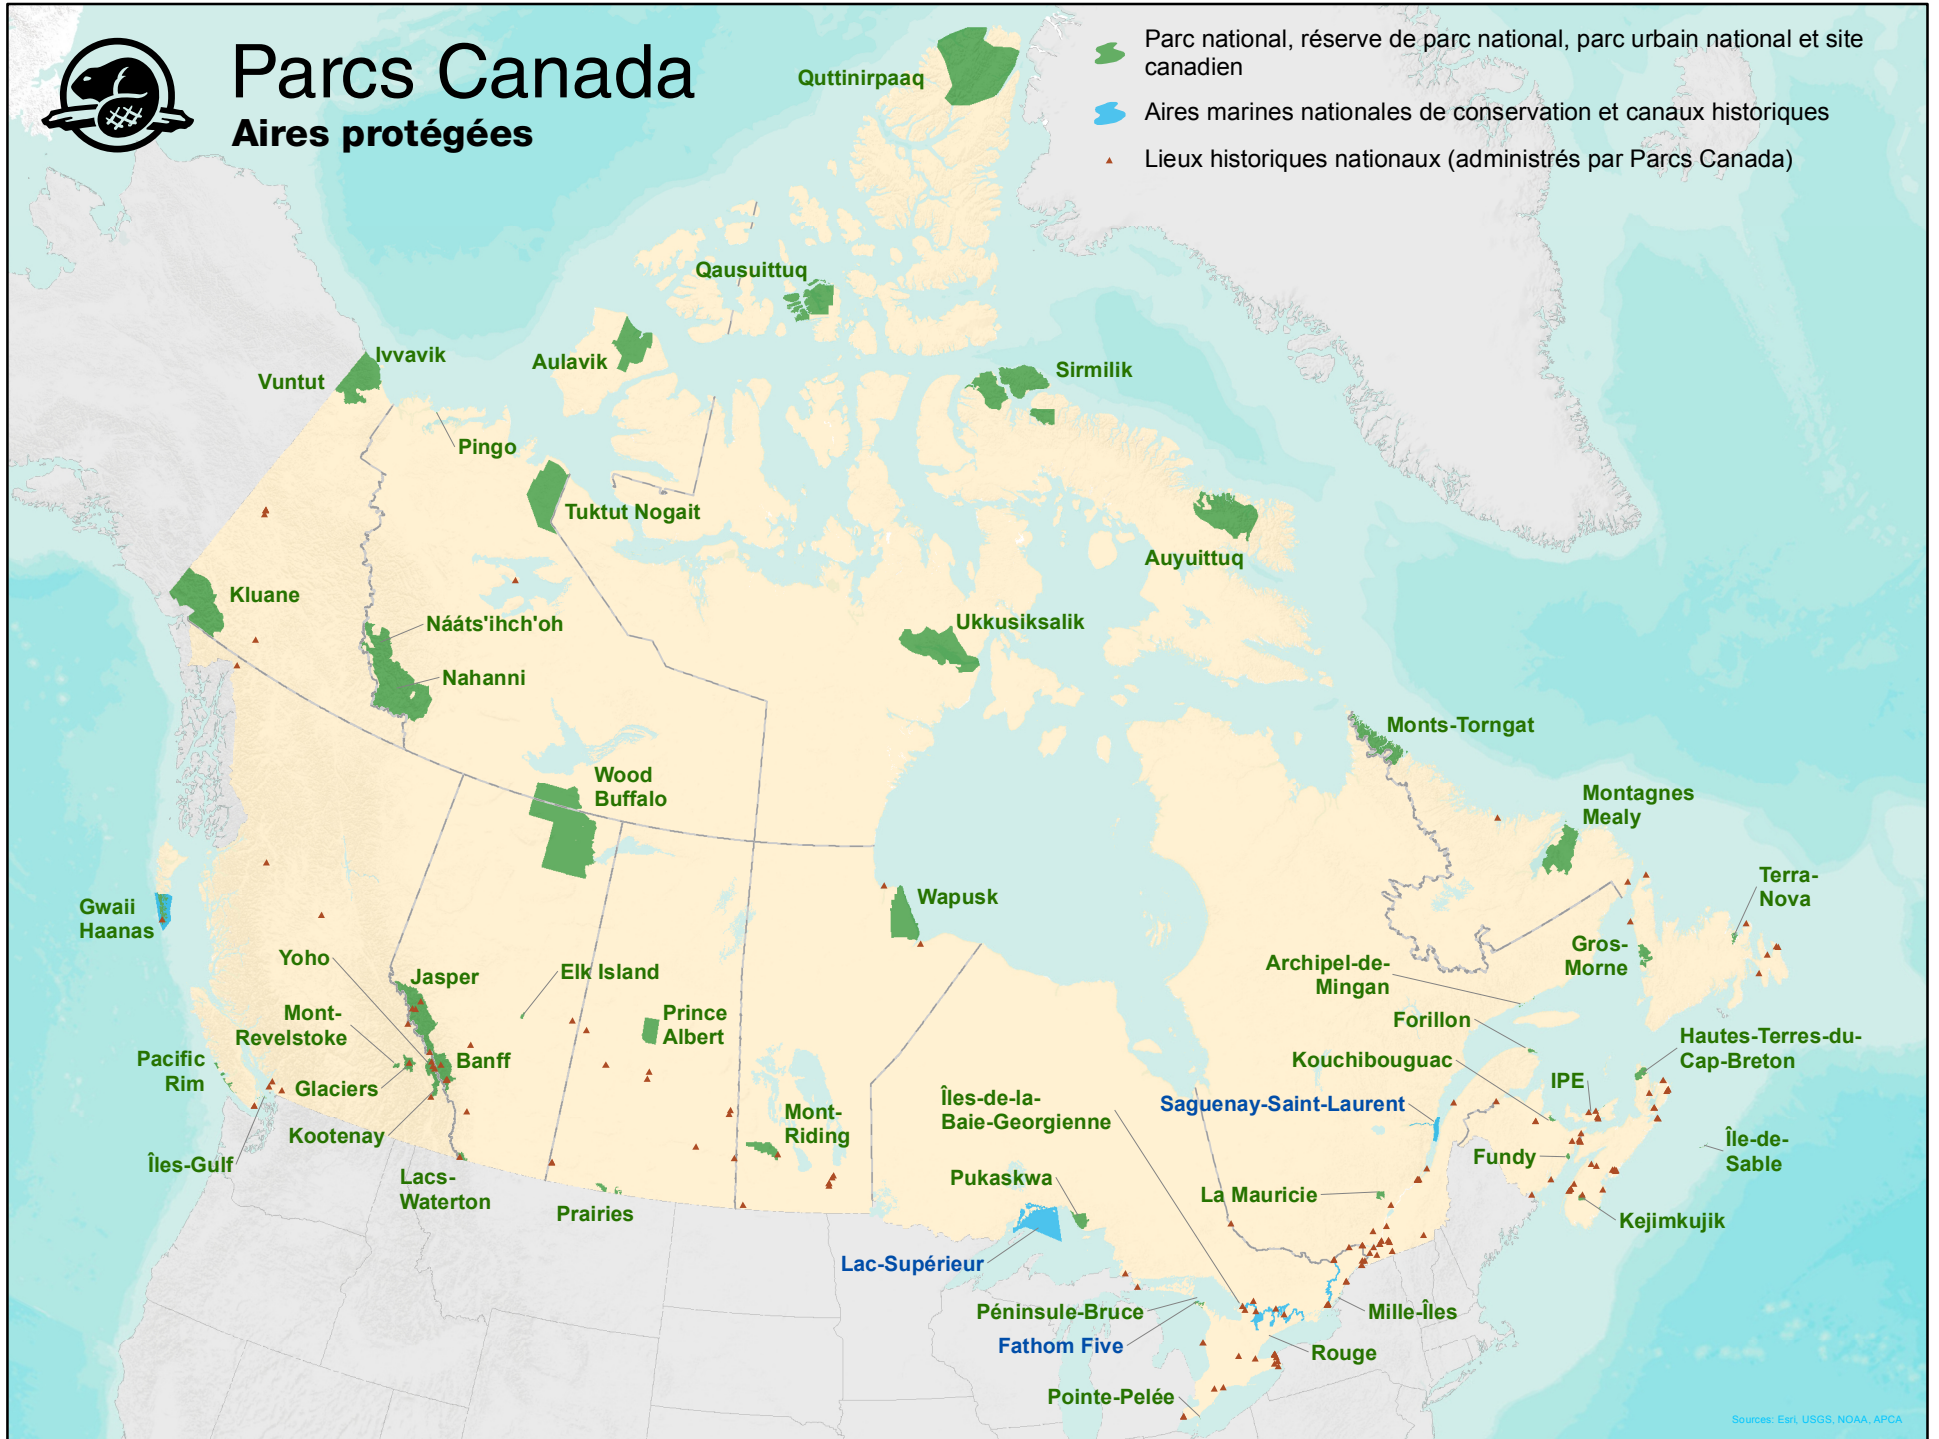 Parcs Canada
Aires protégées
Parc national, réserve de parc national, parc urbain national et site
canadien
Aires marines nationales de conservation et canaux historiques
Lieux historiques nationaux (administrés par Parcs Canada)
Quttinirpaaq
Qausuittuq
Ivvavik
Vuntut
Aulavik
Sirmilik
Pingo
Tuktut Nogait
Auyuittuq
Kluane
Nááts'ihch'oh
Nahanni
Ukkusiksalik
Monts-Torngat
Wood
Buffalo
Montagnes
Mealy
Gwaii
Haanas
Wapusk
Terra-
Nova
Yoho
Jasper
Elk Island
Archipel-de-
Mingan
Gros-
Morne
Mont-
Revelstoke
Prince
Albert
Forillon
Hautes-Terres-du-
Cap-Breton
Pacific
Rim
Glaciers
Banff
Kouchibouguac
IPE
Îles-de-la-
Baie-Georgienne
Saguenay-Saint-Laurent
Mont-
Riding
Kootenay
Îles-Gulf
Île-de-
Sable
Fundy
Lacs-
Waterton
Pukaskwa
La Mauricie
Prairies
Kejimkujik
Lac-Supérieur
Péninsule-Bruce
Mille-Îles
Fathom Five
Rouge
Pointe-Pelée
Sources: Esri, USGS, NOAA, APCA